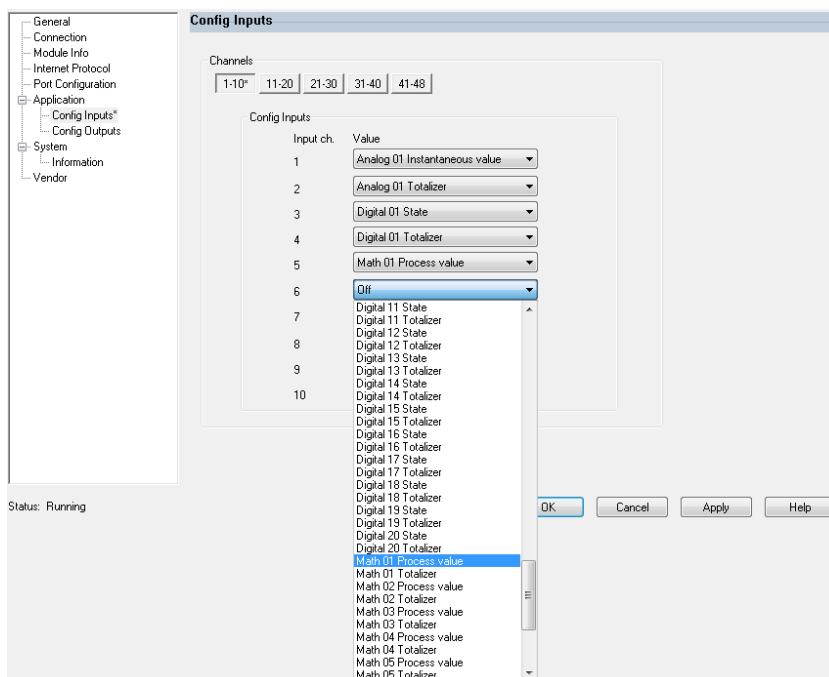 General
Connection
Module Info
Internet Protocol
Port Configuration
Application
Config Inputs*
Config Outputs
System
Information
Vendor
Status: Running
Config Inputs
Channels
1-10* 11-20 21-30 31-40 41-48
Config Inputs
Input ch. Value
1 Analog 01 Instantaneous value
2 Analog 01 Totalizer
3 Digital 01 State
4 Digital 01 Totalizer
5 Math 01 Process value
6 Off
7
8
9
10
Digital 11 State
Digital 11 Totalizer
Digital 12 State
Digital 12 Totalizer
Digital 13 State
Digital 13 Totalizer
Digital 14 State
Digital 14 Totalizer
Digital 15 State
Digital 15 Totalizer
Digital 16 State
Digital 16 Totalizer
Digital 17 State
Digital 17 Totalizer
Digital 18 State
Digital 18 Totalizer
Digital 19 State
Digital 19 Totalizer
Digital 20 State
Digital 20 Totalizer
Math 01 Process value
Math 01 Totalizer
Math 02 Process value
Math 02 Totalizer
Math 03 Process value
Math 03 Totalizer
Math 04 Process value
Math 04 Totalizer
Math 05 Process value
Math 05 Totalizer
OK Cancel Apply Help